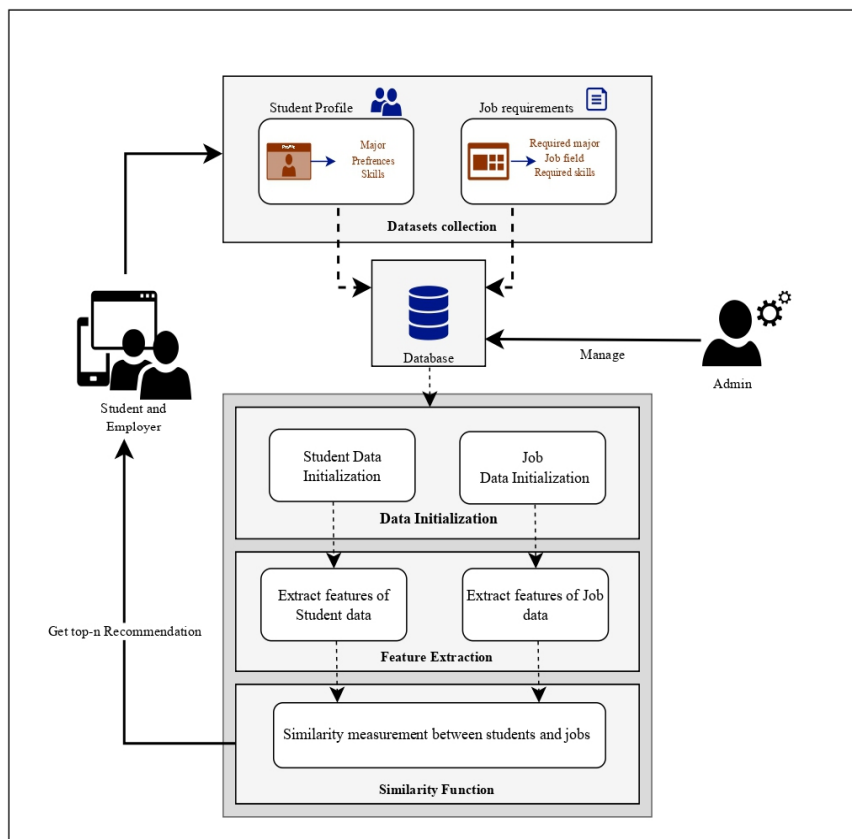 Student Profile
Job requirements
Major
Prefrences
Skills
Required major
Job field
Required skills
Datasets collection
Database
Manage
Admin
Student and
Employer
Student Data
Initialization
Job
Data Initialization
Data Initialization
Extract features of
Student data
Extract features of Job
data
Get top-n Recommendation
Feature Extraction
Similarity measurement between students and jobs
Similarity Function